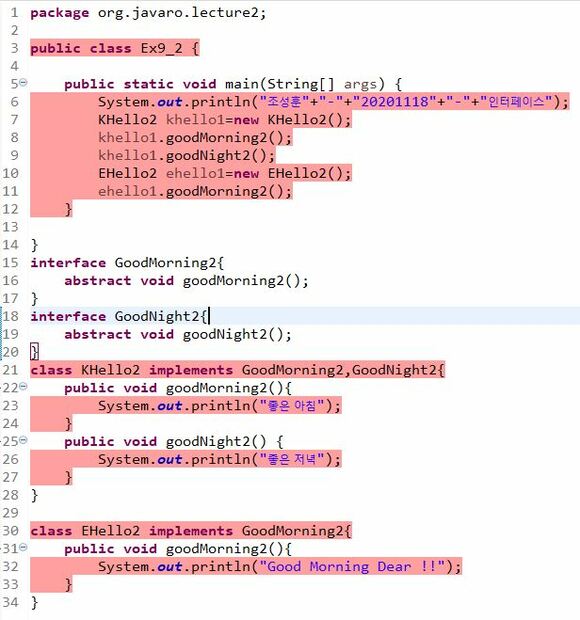 1 package org.javaro.lecture2;
2
3 public class Ex9_2 {
4
5 public static void main(String[] args) {
6 System.out.println("조성훈"+"-"+"20201118"+"-"+"인터페이스");
7 KHello2 khello1=new KHello2();
8 khello1.goodMorning2();
9 khello1.goodNight2();
10 EHello2 ehello1=new EHello2();
11 ehello1.goodMorning2();
12 }
13
14 }
15 interface GoodMorning2{
16 abstract void goodMorning2();
17 }
18 interface GoodNight2{
19 abstract void goodNight2();
20 }
21 class KHello2 implements GoodMorning2,GoodNight2{
22 public void goodMorning2(){
23 System.out.println("좋은 아침");
24 }
25 public void goodNight2() {
26 System.out.println("좋은 저녁");
27 }
28 }
29
30 class EHello2 implements GoodMorning2{
31 public void goodMorning2(){
32 System.out.println("Good Morning Dear !!");
33 }
34 }